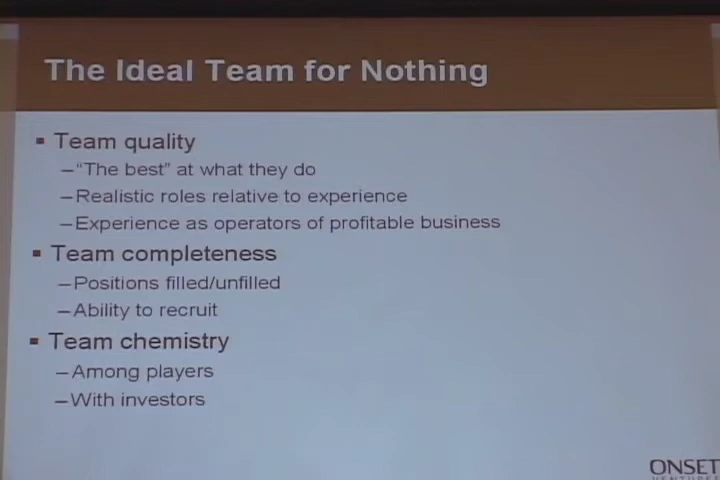 The Ideal Team for Nothing
▪ Team quality
–“The best” at what they do
–Realistic roles relative to experience
–Experience as operators of profitable business
▪ Team completeness
–Positions filled/unfilled
–Ability to recruit
▪ Team chemistry
–Among players
–With investors
ONSET
VENTURES